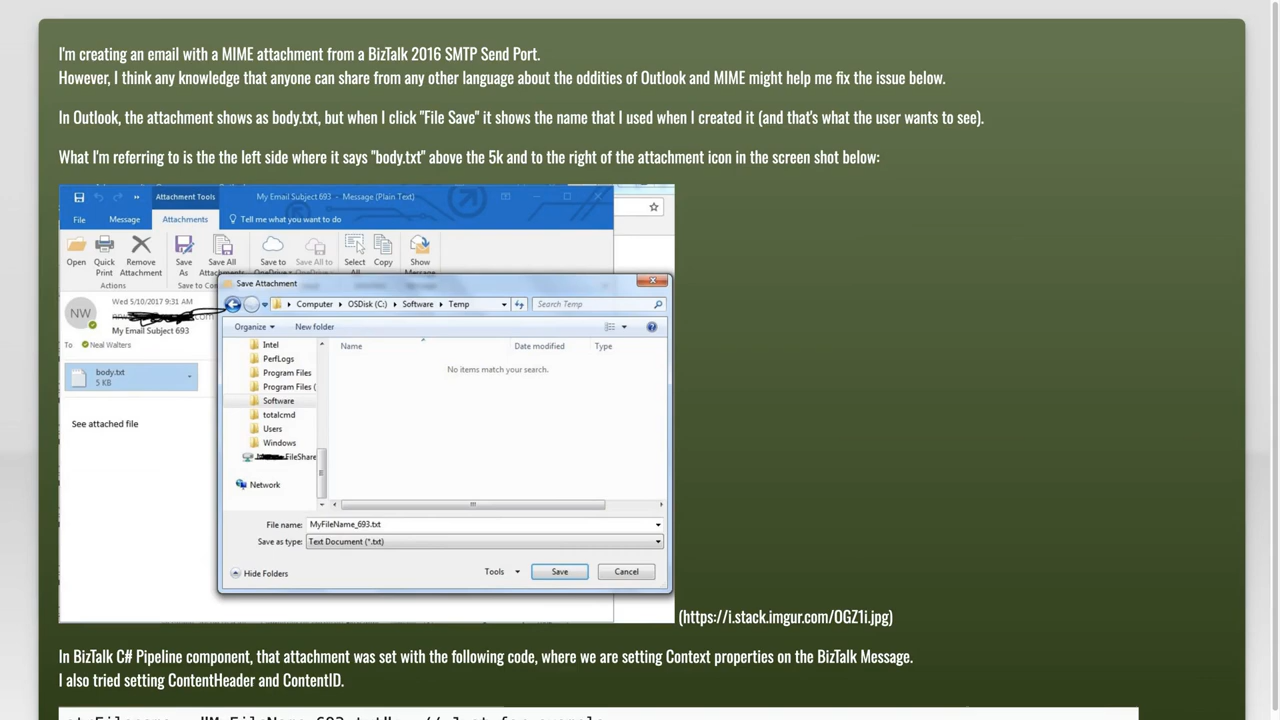 I'm creating an email with a MIME attachment from a BizTalk 2016 SMTP Send Port.
However, I think any knowledge that anyone can share from any other language about the oddities of Outlook and MIME might help me fix the issue below.
In Outlook, the attachment shows as body.txt, but when I click "File Save" it shows the name that I used when I created it (and that's what the user wants to see).
What I'm referring to is the the left side where it says "body.txt" above the 5k and to the right of the attachment icon in the screen shot below:
Attachment Tools
My Email Subject 693 - Message (Plain Text)
File
Message
Attachments
Tell me what you want to do
Open
Quick Print
Remove Attachment
Save As
Save All Attachments
Save to OneDrive
Save All to OneDrive
Select All
Copy
Show Message
Actions
Save to Co
Save Attachment
Wed 5/10/2017 9:31 AM
NW
My Email Subject 693
To Neal Walters
body.txt
5 KB
See attached file
Computer
OSDisk (C:)
Software
Temp
Search Temp
Organize
New folder
Intel
PerfLogs
Program Files
Program Files (
Software
totalcmd
Users
Windows
FileShare
Network
Name
Date modified
Type
No items match your search.
File name: MyFileName_693.txt
Save as type: Text Document (*.txt)
Hide Folders
Tools
Save
Cancel
(https://i.stack.imgur.com/OGZ1i.jpg)
In BizTalk C# Pipeline component, that attachment was set with the following code, where we are setting Context properties on the BizTalk Message.
I also tried setting ContentHeader and ContentID.